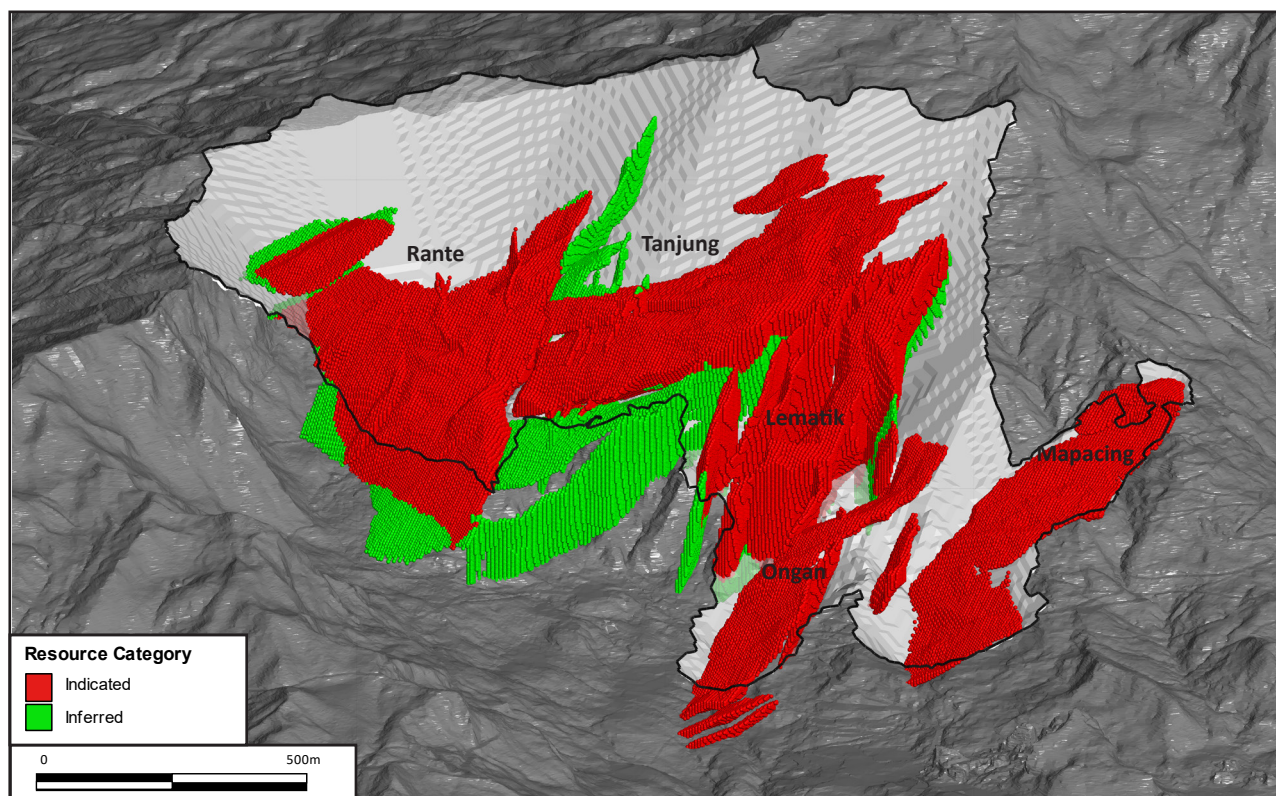 Rante
Tanjung
Lematik
Mapacing
Ongan
Resource Category
Indicated
Inferred
0
500m